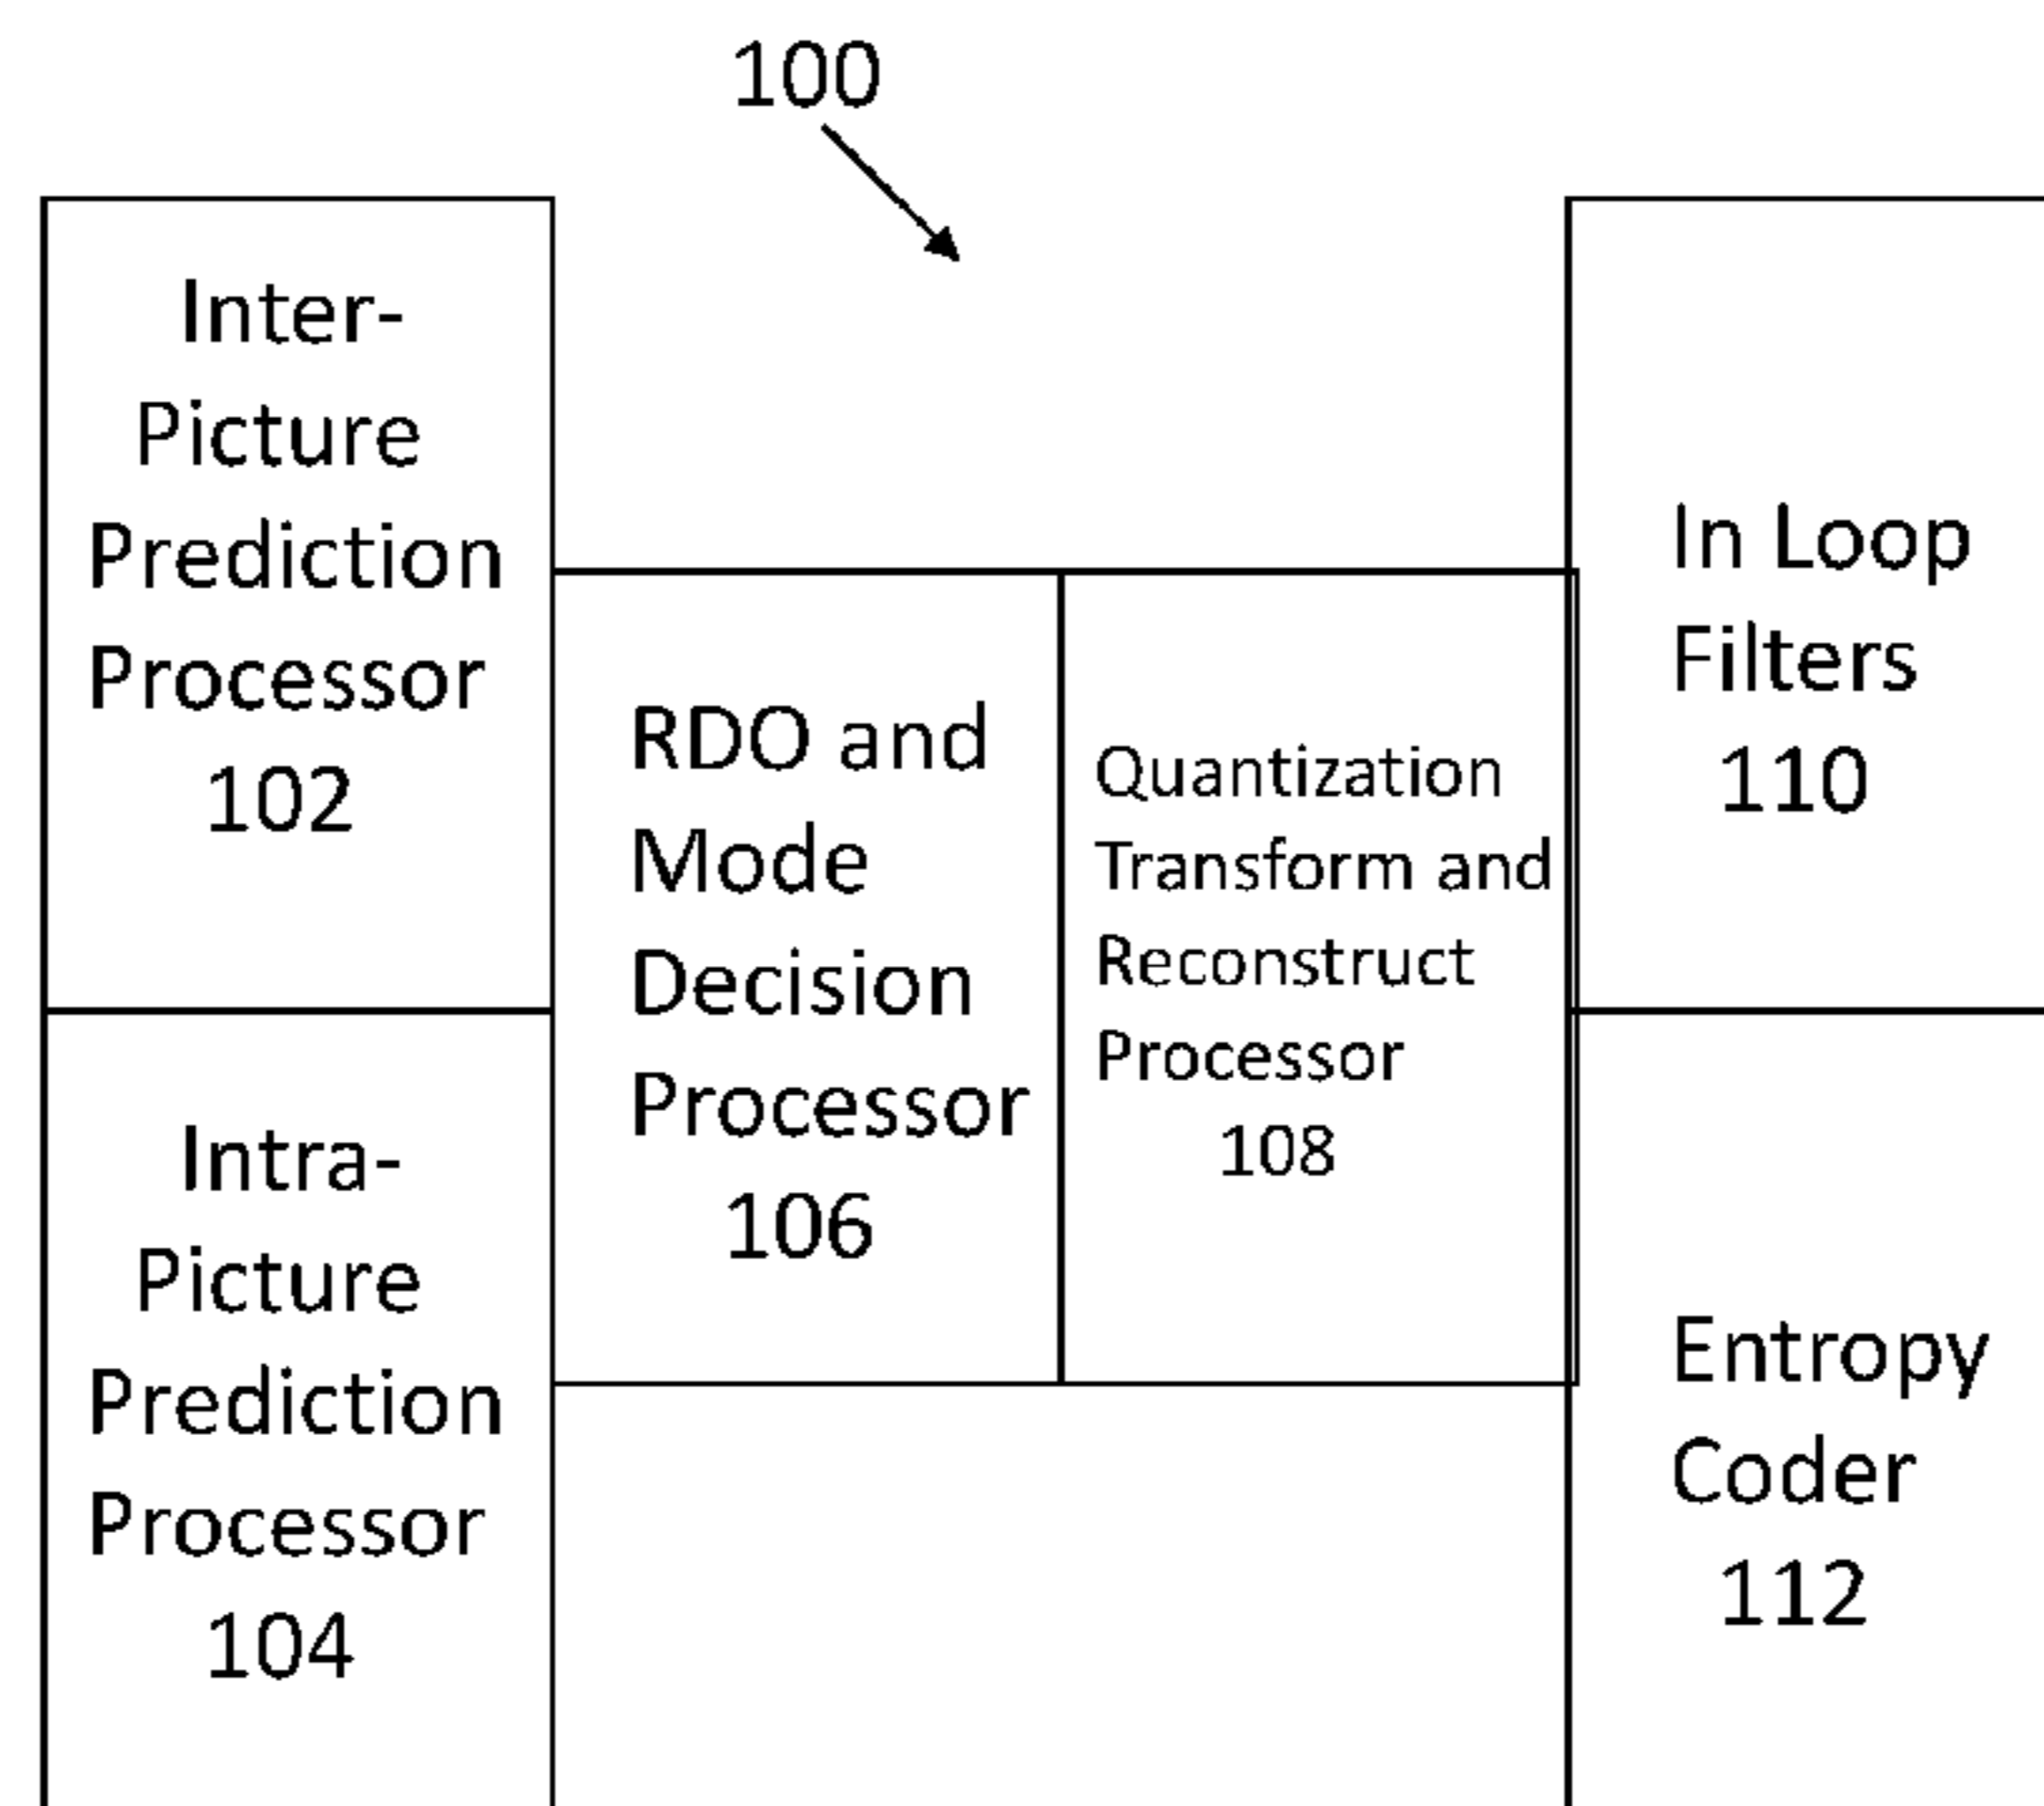 100
Inter-
Picture
Prediction
Processor
102
Intra-
Picture
Prediction
Processor
104
RDO and
Mode
Decision
Processor
106
Quantization
Transform and
Reconstruct
Processor
108
In Loop
Filters
110
Entropy
Coder
112